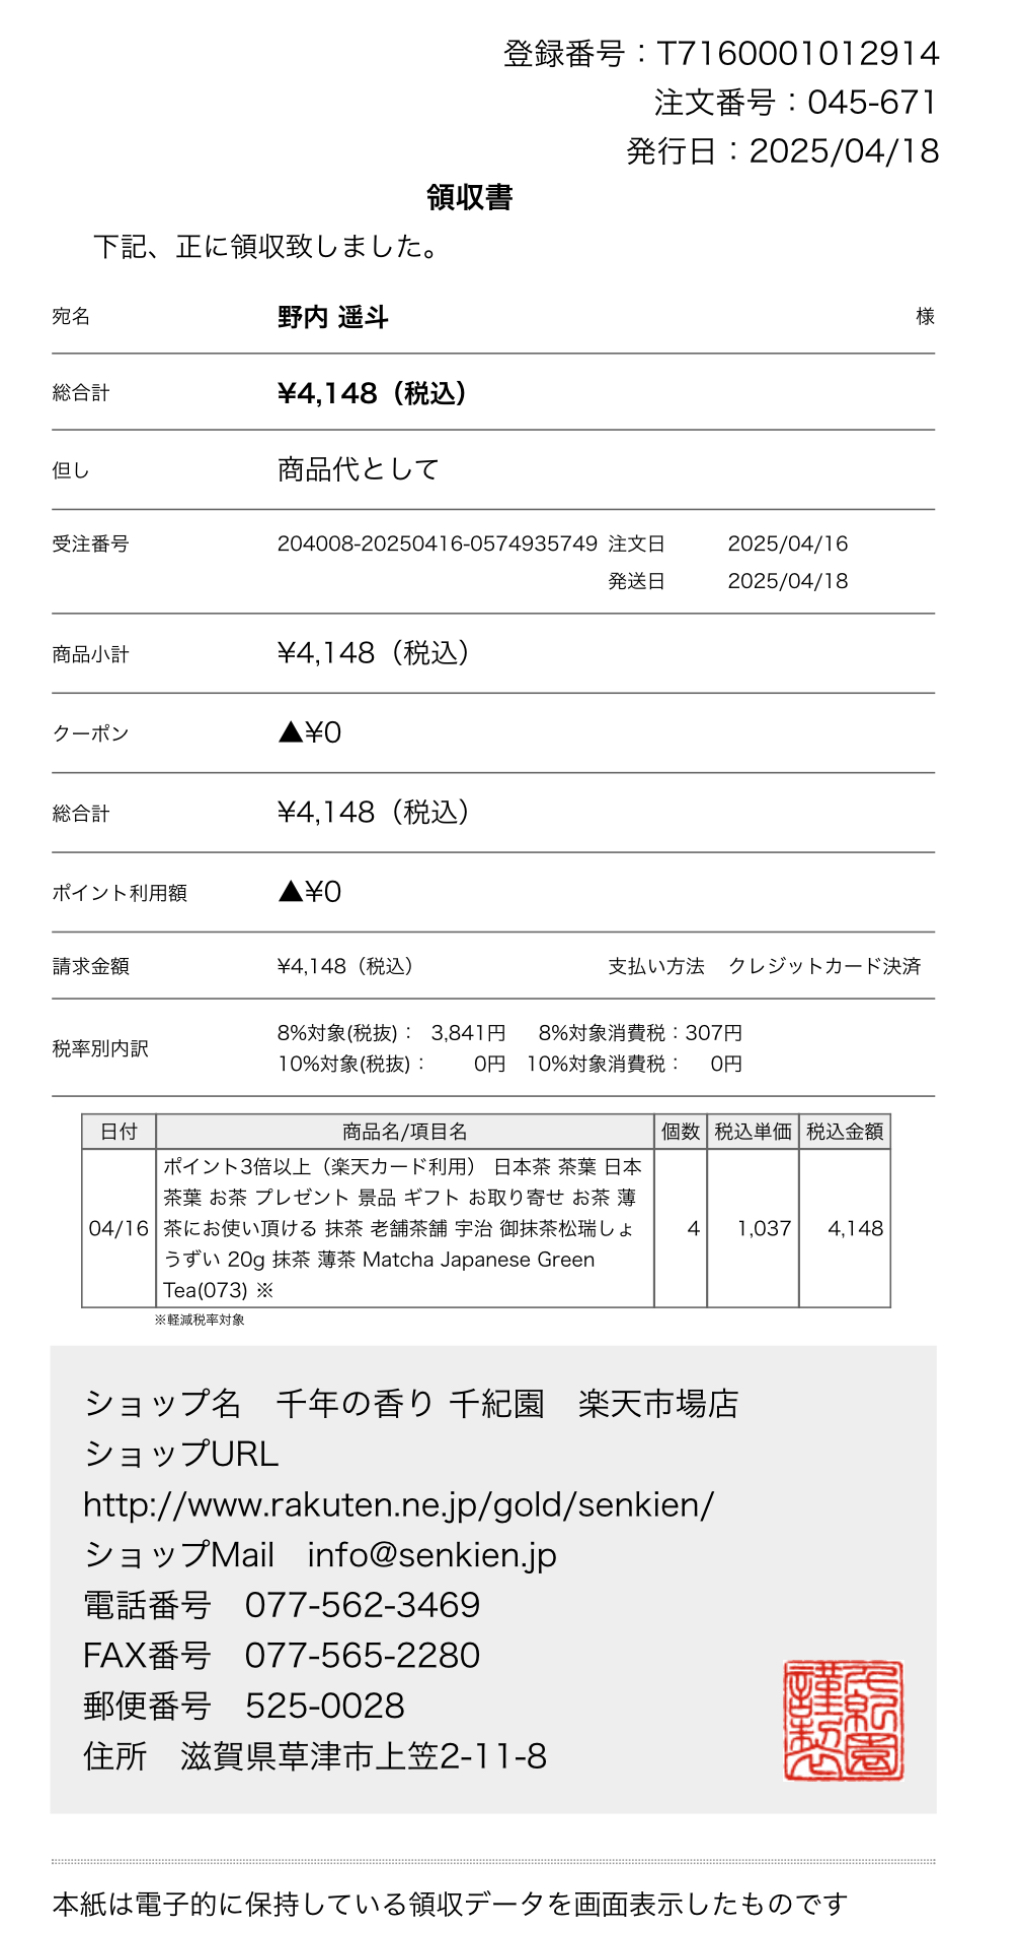 登録番号：T7160001012914
注文番号：045-671
発行日：2025/04/18
領収書
下記、正に領収致しました。
宛名 野内 遥斗 様
総合計 ¥4,148（税込）
但し 商品代として
受注番号 204008-20250416-0574935749 注文日 2025/04/16
発送日 2025/04/18
商品小計 ¥4,148（税込）
クーポン ▲¥0
総合計 ¥4,148（税込）
ポイント利用額 ▲¥0
請求金額 ¥4,148（税込） 支払い方法 クレジットカード決済
税率別内訳
8%対象(税抜)： 3,841円 8%対象消費税：307円
10%対象(税抜)： 0円 10%対象消費税： 0円
日付 商品名/項目名 個数 税込単価 税込金額
ポイント3倍以上（楽天カード利用） 日本茶 茶葉 日本
茶葉 お茶 プレゼント 景品 ギフト お取り寄せ お茶 薄
04/16 茶にお使い頂ける 抹茶 老舗茶舗 宇治 御抹茶松瑞しょ 4 1,037 4,148
うずい 20g 抹茶 薄茶 Matcha Japanese Green
Tea(073) ※
※軽減税率対象
ショップ名 千年の香り 千紀園 楽天市場店
ショップURL
http://www.rakuten.ne.jp/gold/senkien/
ショップMail info@senkien.jp
電話番号 077-562-3469
FAX番号 077-565-2280
郵便番号 525-0028
住所 滋賀県草津市上笠2-11-8
千紀園
謹製
本紙は電子的に保持している領収データを画面表示したものです